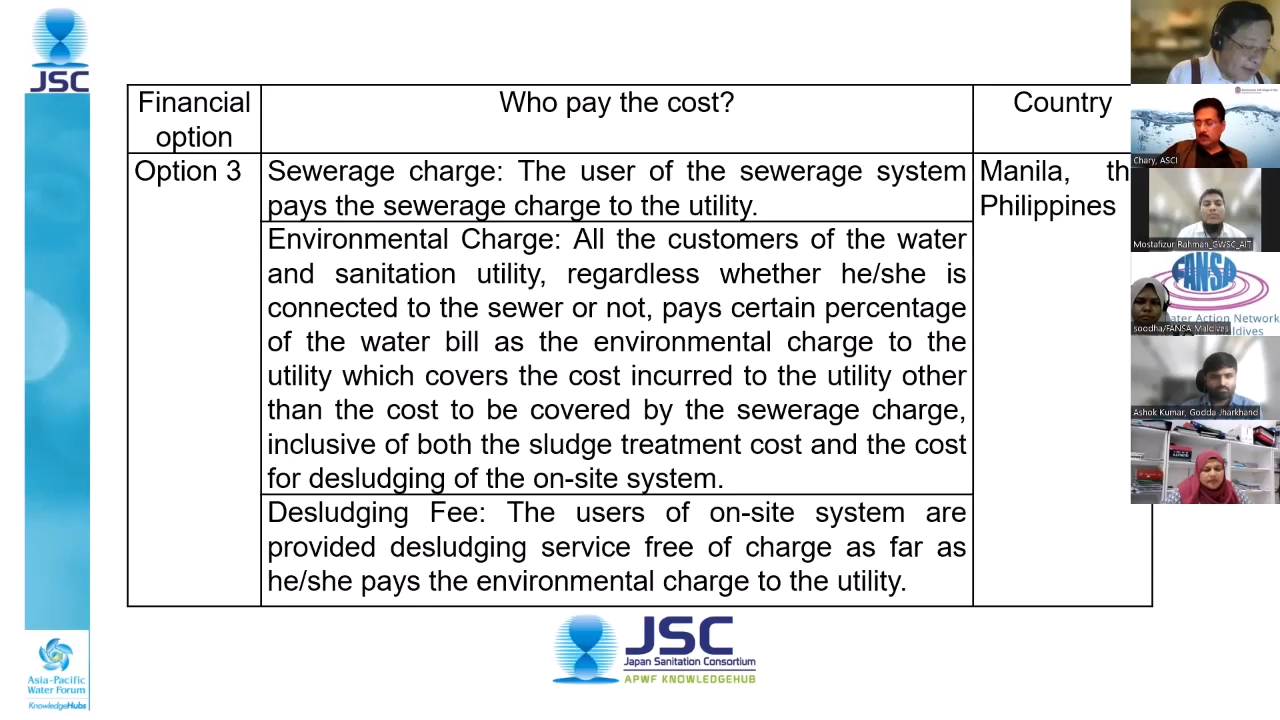 JSC
Financial option
Who pay the cost?
Country
Option 3
Sewerage charge: The user of the sewerage system
pays the sewerage charge to the utility.
Manila, th
Philippines
Environmental Charge: All the customers of the water
and sanitation utility, regardless whether he/she is
connected to the sewer or not, pays certain percentage
of the water bill as the environmental charge to the
utility which covers the cost incurred to the utility other
than the cost to be covered by the sewerage charge,
inclusive of both the sludge treatment cost and the cost
for desludging of the on-site system.
Desludging Fee: The users of on-site system are
provided desludging service free of charge as far as
he/she pays the environmental charge to the utility.
JSC
Japan Sanitation Consortium
APWF KNOWLEDGEHUB
Asia-Pacific
Water Forum
KnowledgeHubs
Chary, ASCI
Mostafizur Rahman_GWSC_AIT
FANSA
ater Action Network
ldives
soodha/FANSA Maldives
Ashok Kumar, Godda Jharkhand